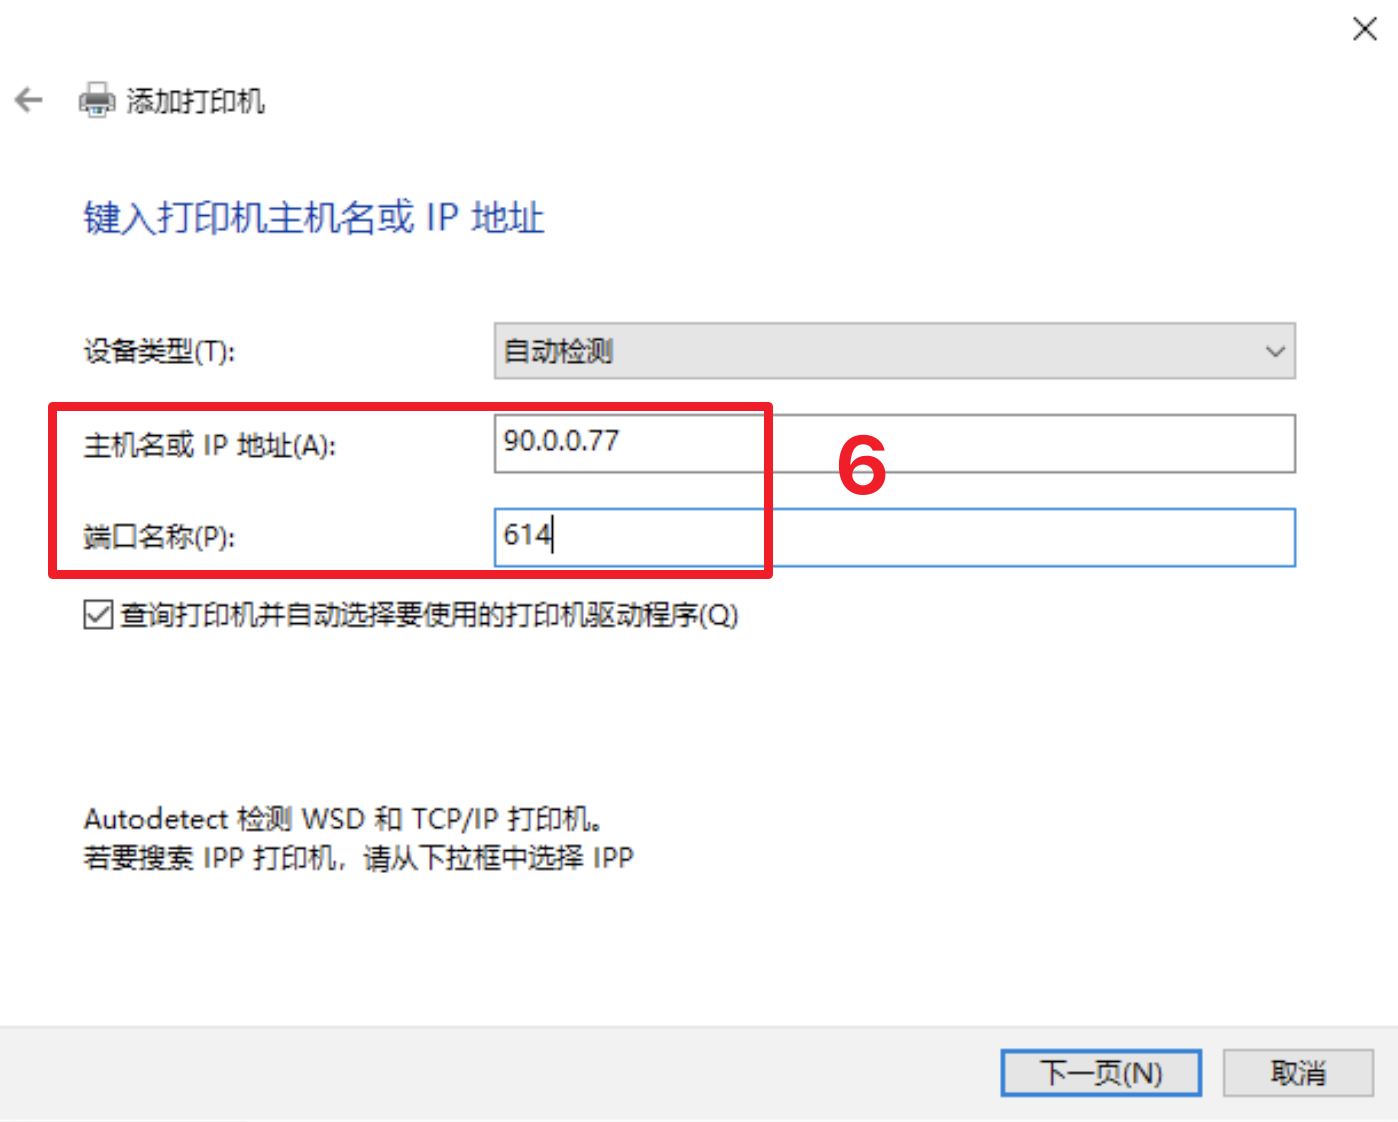 添加打印机
键入打印机主机名或 IP 地址
设备类型(T):
自动检测
主机名或 IP 地址(A):
90.0.0.77
6
端口名称(P):
614
查询打印机并自动选择要使用的打印机驱动程序(Q)
Autodetect 检测 WSD 和 TCP/IP 打印机。
若要搜索 IPP 打印机，请从下拉框中选择 IPP
下一页(N)
取消